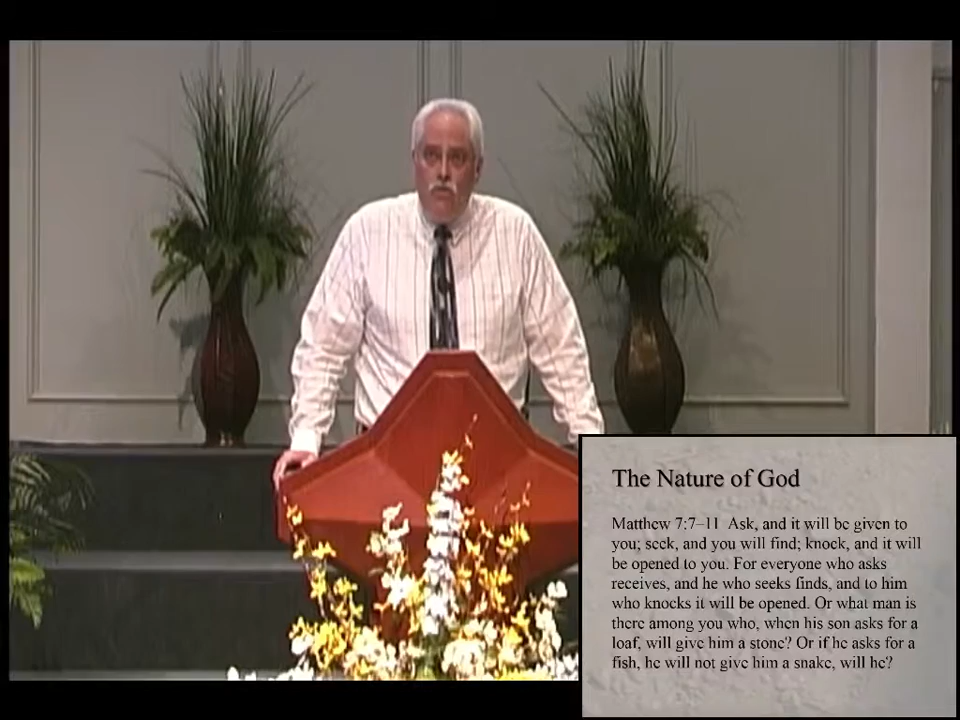 The Nature of God
Matthew 7:7–11 Ask, and it will be given to
you; seek, and you will find; knock, and it will
be opened to you. For everyone who asks
receives, and he who seeks finds, and to him
who knocks it will be opened. Or what man is
there among you who, when his son asks for a
loaf, will give him a stone? Or if he asks for a
fish, he will not give him a snake, will he?